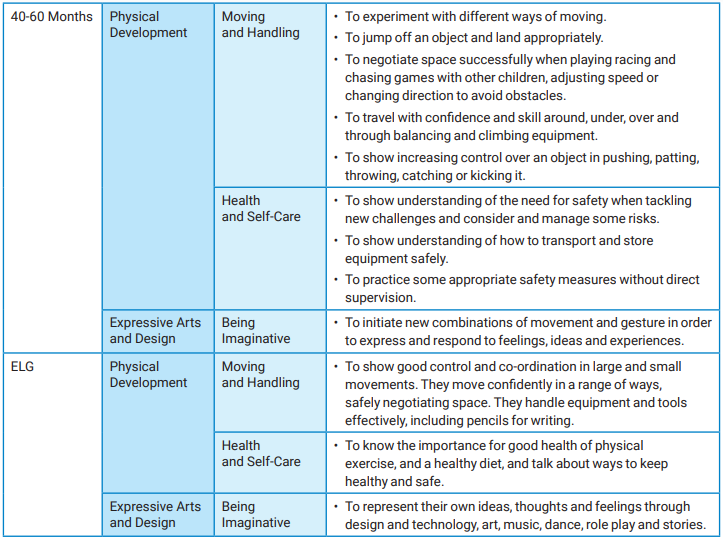 40-60 Months
Physical
Development
Moving
and Handling
• To experiment with different ways of moving.
• To jump off an object and land appropriately.
• To negotiate space successfully when playing racing and
chasing games with other children, adjusting speed or
changing direction to avoid obstacles.
• To travel with confidence and skill around, under, over and
through balancing and climbing equipment.
• To show increasing control over an object in pushing, patting,
throwing, catching or kicking it.
Health
and Self-Care
• To show understanding of the need for safety when tackling
new challenges and consider and manage some risks.
• To show understanding of how to transport and store
equipment safely.
• To practice some appropriate safety measures without direct
supervision.
Expressive Arts
and Design
Being
Imaginative
• To initiate new combinations of movement and gesture in order
to express and respond to feelings, ideas and experiences.
ELG
Physical
Development
Moving
and Handling
• To show good control and co-ordination in large and small
movements. They move confidently in a range of ways,
safely negotiating space. They handle equipment and tools
effectively, including pencils for writing.
Health
and Self-Care
• To know the importance for good health of physical
exercise, and a healthy diet, and talk about ways to keep
healthy and safe.
Expressive Arts
and Design
Being
Imaginative
• To represent their own ideas, thoughts and feelings through
design and technology, art, music, dance, role play and stories.